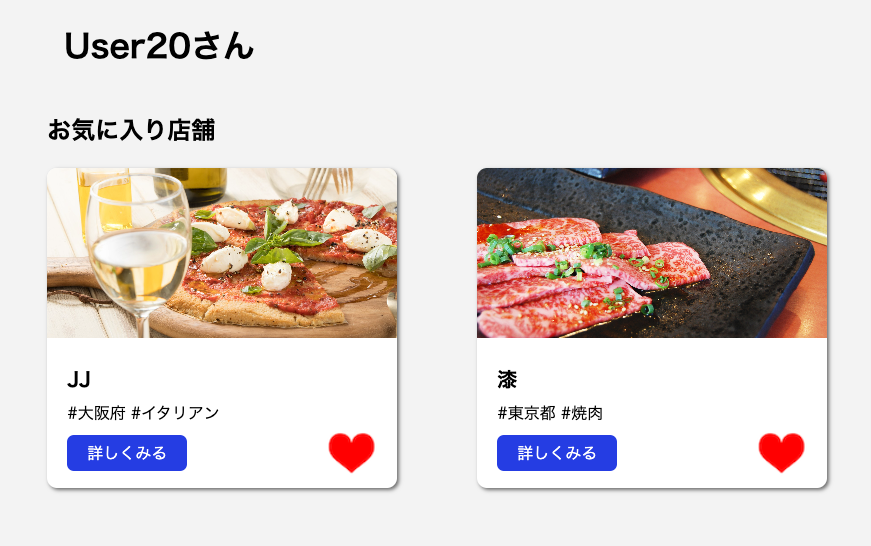 User20さん
お気に入り店舗
JJ
#大阪府 #イタリアン
詳しくみる
漆
#東京都 #焼肉
詳しくみる